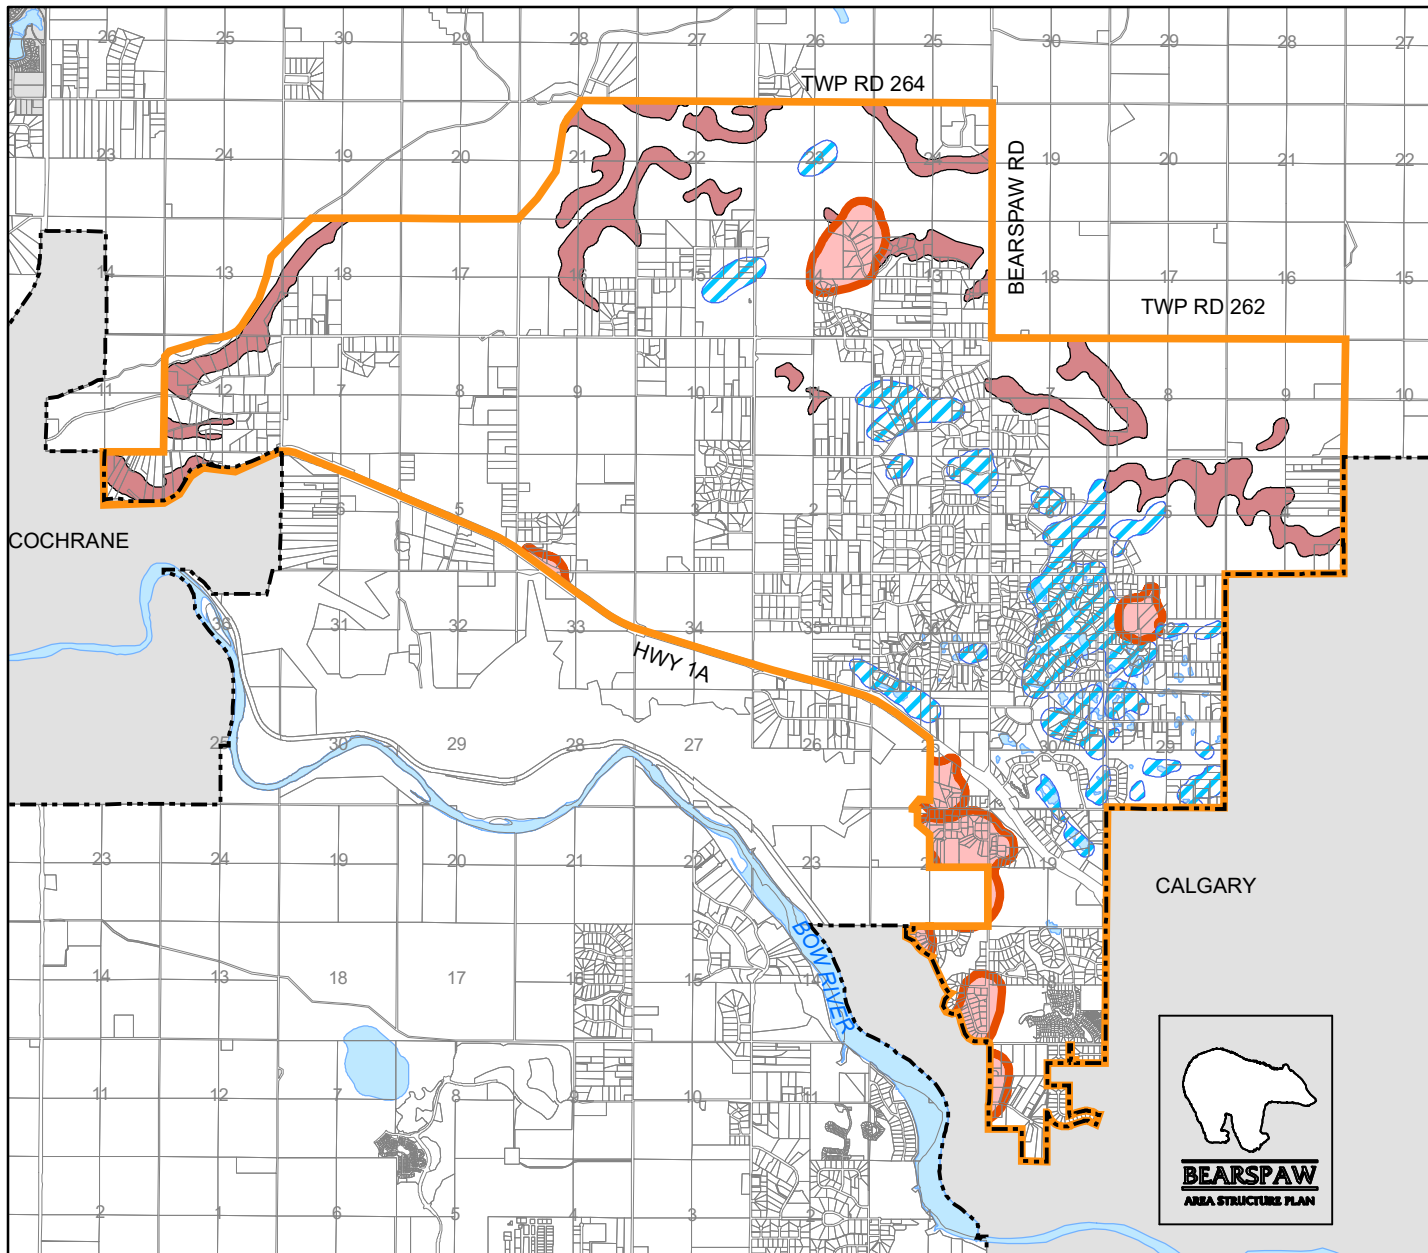 26 25 30 29 28 27 26 25 30 29 28 27
TWP RD 264
23 24 19 20 21 22 23 24 19 20 21 22
BEARSPAW RD
14 13 18 17 16 15 14 13 18 17 16 15
TWP RD 262
11 12 7 8 9 10 11 7 8 9 10
6 5 4 3 5 4
COCHRANE
36 31 32 33 34 35
HWY 1A
25 30 29 28 27 26 25 30 29
23 24 19 20 21 22 23 24 19
CALGARY
BOW RIVER
14 13 18 17 16 15 14 18
11 12 7 8 9 10 11
2 1 6 5 4 3 2
BEARSPAW
AREA STRUCTURE PLAN